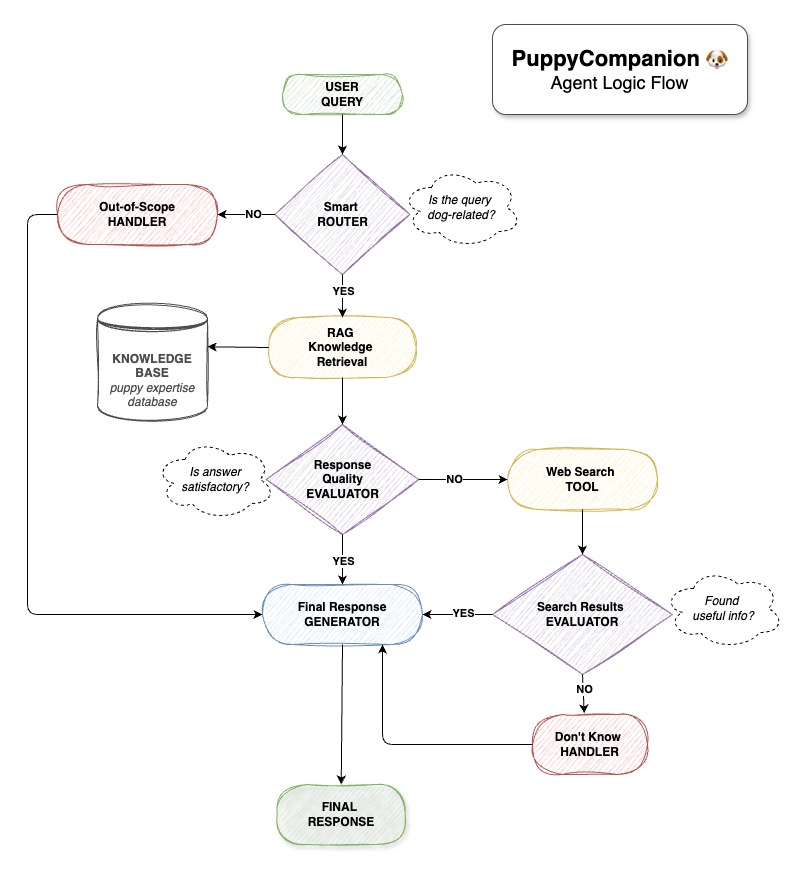 PuppyCompanion 🐶
Agent Logic Flow
USER
QUERY
Smart
ROUTER
Is the query
dog-related?
NO
Out-of-Scope
HANDLER
YES
RAG
Knowledge
Retrieval
KNOWLEDGE
BASE
puppy expertise
database
Response
Quality
EVALUATOR
Is answer
satisfactory?
NO
Web Search
TOOL
YES
Final Response
GENERATOR
YES
Search Results
EVALUATOR
Found
useful info?
NO
Don't Know
HANDLER
FINAL
RESPONSE